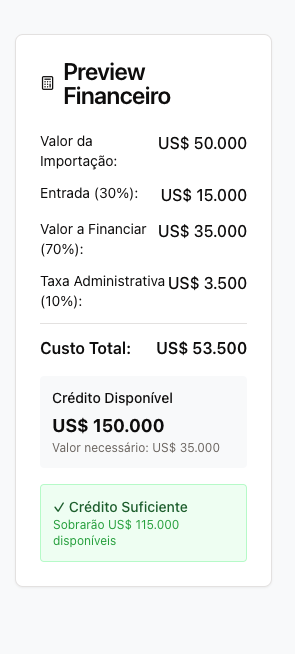 Preview
Financeiro
Valor da
Importação: US$ 50.000
Entrada (30%): US$ 15.000
Valor a Financiar
(70%): US$ 35.000
Taxa Administrativa
(10%): US$ 3.500
Custo Total: US$ 53.500
Crédito Disponível
US$ 150.000
Valor necessário: US$ 35.000
✓ Crédito Suficiente
Sobrarão US$ 115.000
disponíveis